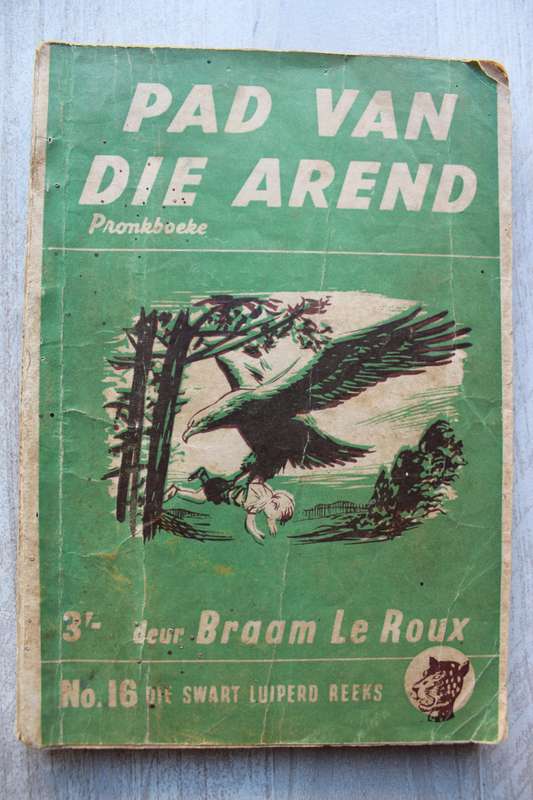 PAD VAN
DIE AREND
Pronkboeke
3'- deur Braam Le Roux
No. 16 DIE SWART LUIPERD REEKS